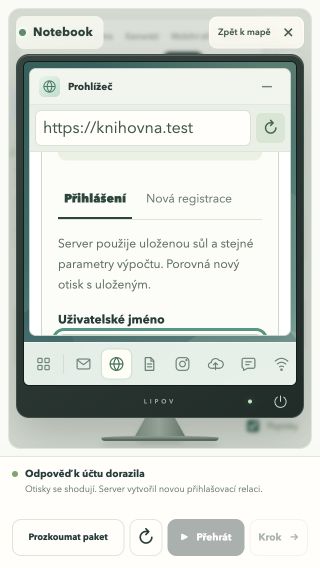 Notebook
Zpět k mapě
Prohlížeč
https://knihovna.test
Přihlášení
Nová registrace
Server použije uloženou sůl a stejné
parametry výpočtu. Porovná nový
otisk s uloženým.
Uživatelské jméno
LIPOV
Odpověď k účtu dorazila
Otisky se shodují. Server vytvořil novou přihlašovací relaci.
Prozkoumat paket
Přehrát
Krok